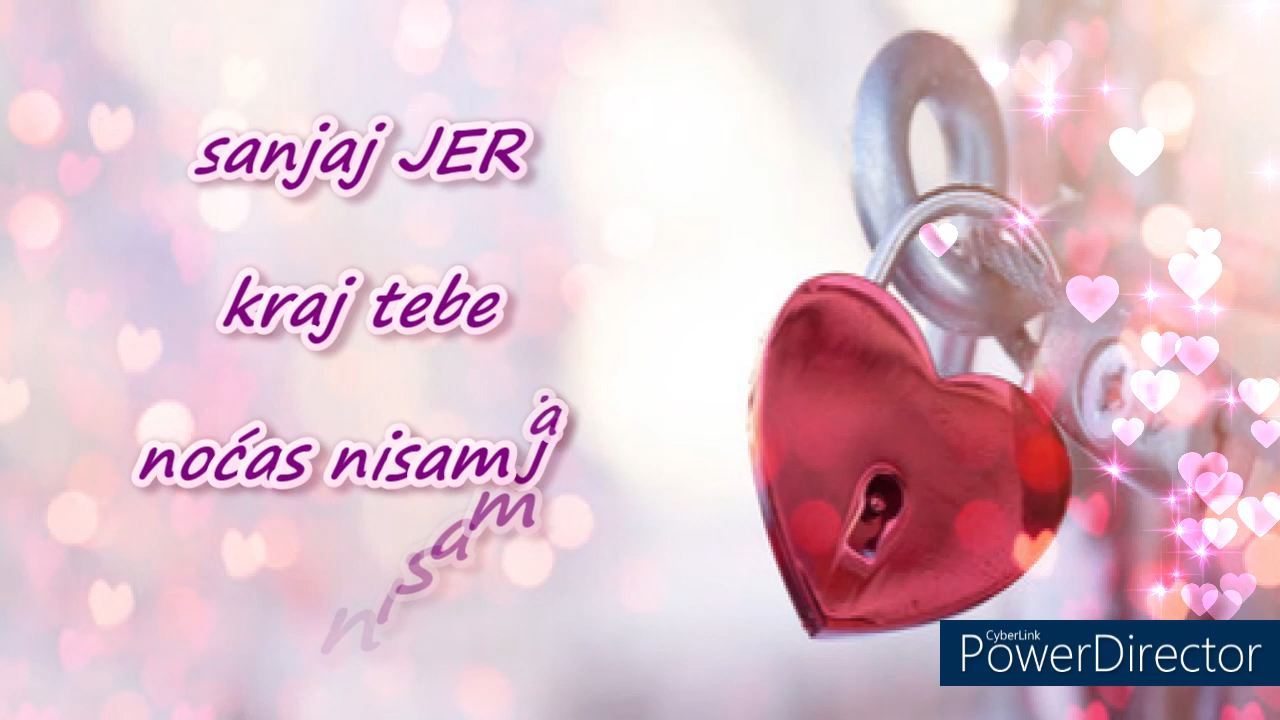 sanjaj JER
kraj tebe
noćas nisam ja
nisam
CyberLink
PowerDirector